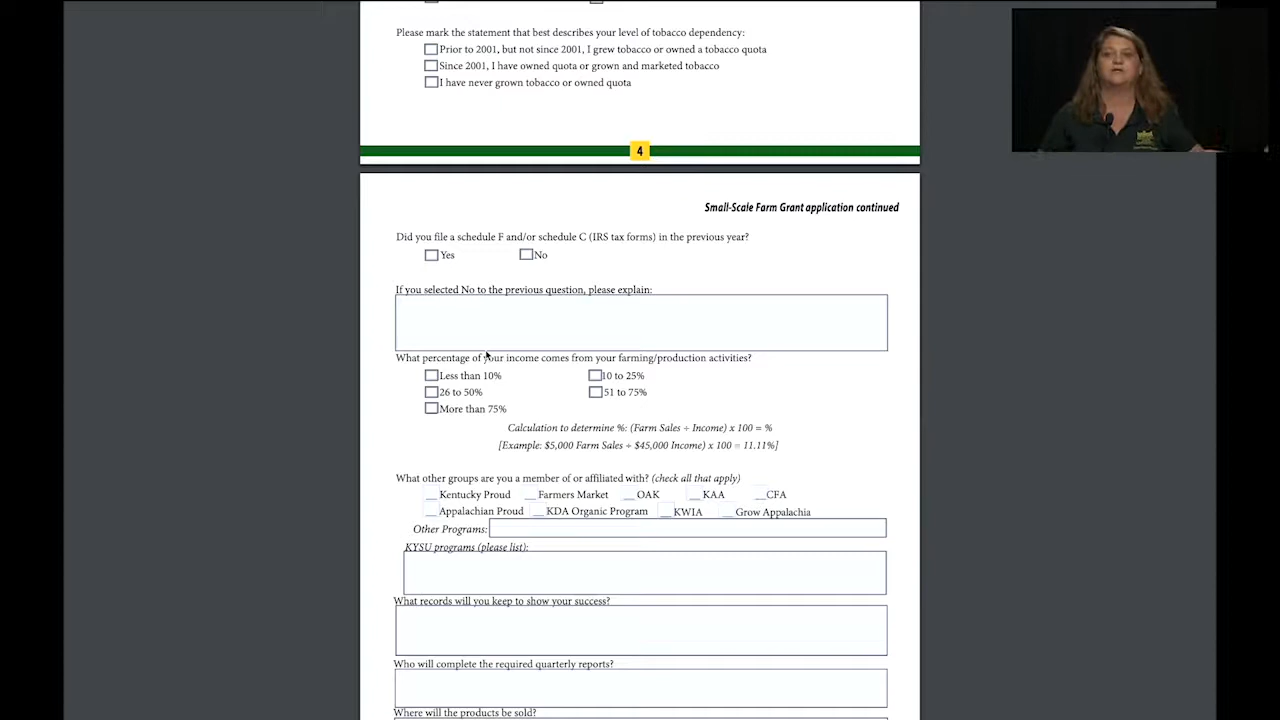 Please mark the statement that best describes your level of tobacco dependency:
Prior to 2001, but not since 2001, I grew tobacco or owned a tobacco quota
Since 2001, I have owned quota or grown and marketed tobacco
I have never grown tobacco or owned quota
4
Small-Scale Farm Grant application continued
Did you file a schedule F and/or schedule C (IRS tax forms) in the previous year?
Yes No
If you selected No to the previous question, please explain:
What percentage of your income comes from your farming/production activities?
Less than 10% 10 to 25%
26 to 50% 51 to 75%
More than 75%
Calculation to determine %: (Farm Sales ÷ Income) x 100 = %
[Example: $5,000 Farm Sales ÷ $45,000 Income) x 100 = 11.11%]
What other groups are you a member of or affiliated with? (check all that apply)
__ Kentucky Proud __ Farmers Market __ OAK __ KAA __CFA
__ Appalachian Proud __ KDA Organic Program __ KWIA __ Grow Appalachia
Other Programs:
KYSU programs (please list):
What records will you keep to show your success?
Who will complete the required quarterly reports?
Where will the products be sold?